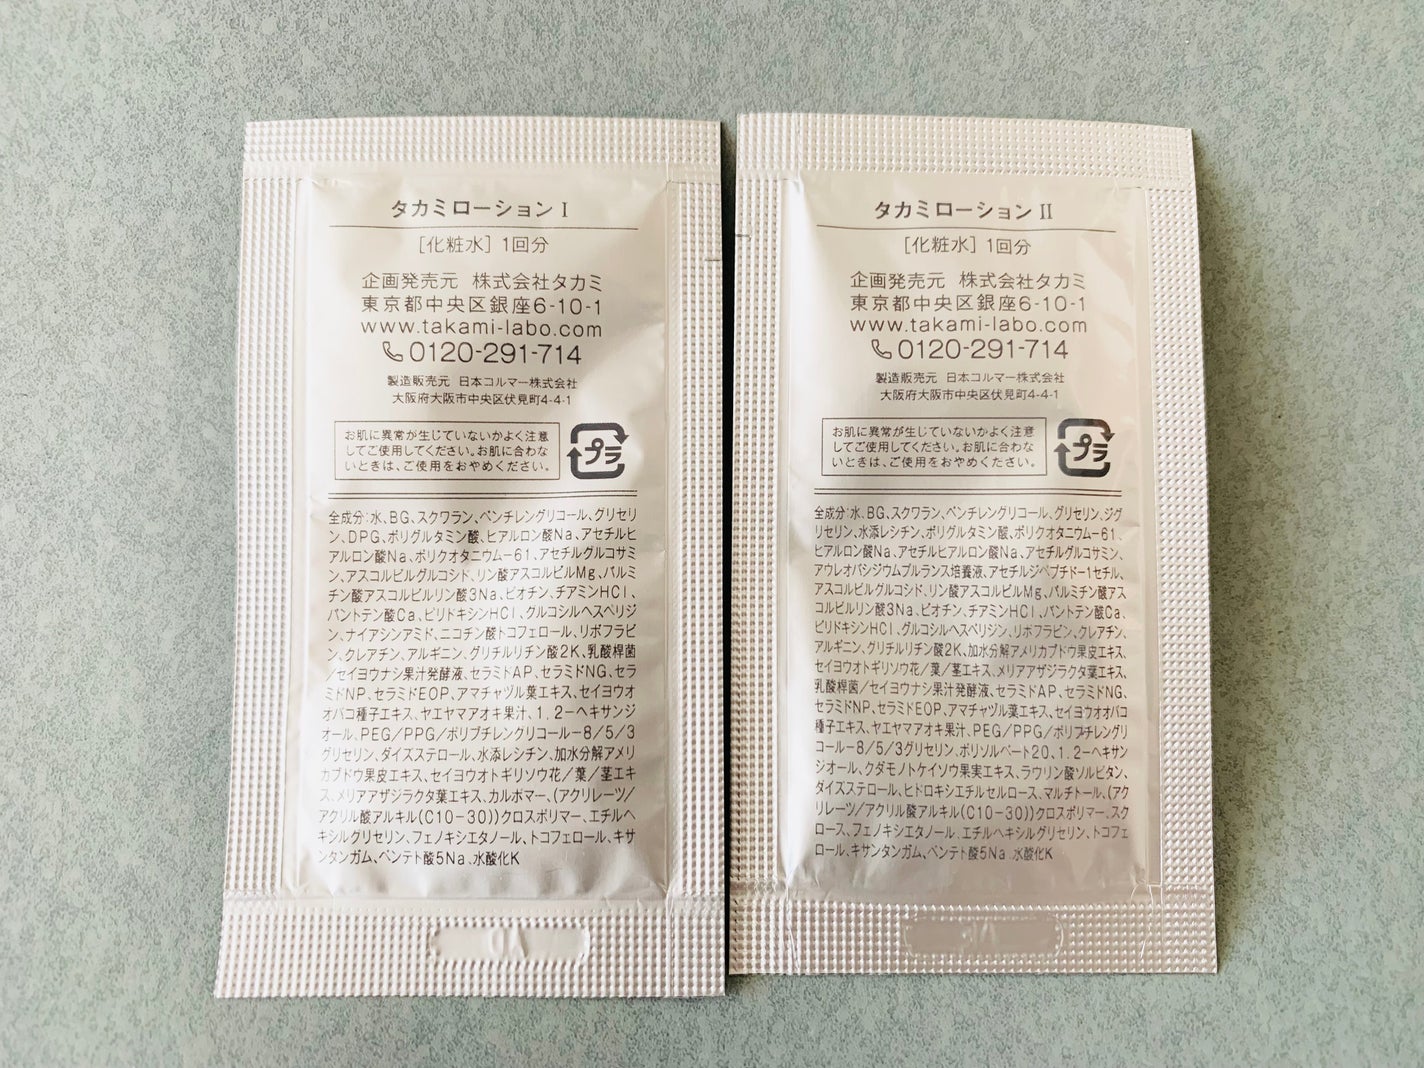 タカミローション I
[化粧水] 1回分
企画発売元 株式会社タカミ
東京都中央区銀座6-10-1
www.takami-labo.com
0120-291-714
製造販売元 日本コルマー株式会社
大阪府大阪市中央区伏見町4-4-1
お肌に異常が生じていないかよく注意
してご使用してください。お肌に合わな
いときは、ご使用をおやめください。
プラ
全成分:水、BG、スクワラン、ペンチレングリコール、グリセリ
ン、DPG、ポリグルタミン酸、ヒアルロン酸Na、アセチルヒ
アルロン酸Na、ポリクオタニウム-61、アセチルグルコサミ
ン、アスコルビルグルコシド、リン酸アスコルビルMg、パルミ
チン酸アスコルビルリン酸3Na、ビオチン、チアミンHCl、
パントテン酸Ca、ピリドキシンHCl、グルコシルヘスペリジ
ン、ナイアシンアミド、ニコチン酸トコフェロール、リボフラビ
ン、クレアチン、アルギニン、グリチルリチン酸2K、乳酸桿菌
/セイヨウナシ果汁発酵液、セラミドAP、セラミドNG、セラ
ミドNP、セラミドEOP、アマチャヅル葉エキス、セイヨウオ
オバコ種子エキス、ヤエヤマアオキ果汁、1,2-ヘキサンジ
オール、PEG/PPG/ポリブチレングリコール-8/5/3
グリセリン、ダイズステロール、水添レシチン、加水分解アメリ
カブドウ果皮エキス、セイヨウオトギリソウ花/葉/茎エキ
ス、メリアアザジラクタ葉エキス、カルボマー、(アクリレーツ/
アクリル酸アルキル(C10-30))クロスポリマー、エチルヘ
キシルグリセリン、フェノキシエタノール、トコフェロール、キサ
ンタンガム、ペンテト酸5Na、水酸化K
タカミローション II
[化粧水] 1回分
企画発売元 株式会社タカミ
東京都中央区銀座6-10-1
www.takami-labo.com
0120-291-714
製造販売元 日本コルマー株式会社
大阪府大阪市中央区伏見町4-4-1
お肌に異常が生じていないかよく注意
してご使用してください。お肌に合わな
いときは、ご使用をおやめください。
プラ
全成分:水、BG、スクワラン、ペンチレングリコール、グリセリン、ジグ
リセリン、水添レシチン、ポリグルタミン酸、ポリクオタニウム-61、
ヒアルロン酸Na、アセチルヒアルロン酸Na、アセチルグルコサミン、
アウレオバシジウムプルランス培養液、アセチルジペプチド-1セチル、
アスコルビルグルコシド、リン酸アスコルビルMg、パルミチン酸アス
コルビルリン酸3Na、ビオチン、チアミンHCl、パントテン酸Ca、
ピリドキシンHCl、グルコシルヘスペリジン、リボフラビン、クレアチン、
アルギニン、グリチルリチン酸2K、加水分解アメリカブドウ果皮エキス、
セイヨウオトギリソウ花/葉/茎エキス、メリアアザジラクタ葉エキス、
乳酸桿菌/セイヨウナシ果汁発酵液、セラミドAP、セラミドNG、
セラミドNP、セラミドEOP、アマチャヅル葉エキス、セイヨウオオバコ
種子エキス、ヤエヤマアオキ果汁、PEG/PPG/ポリブチレングリ
コール-8/5/3グリセリン、ポリソルベート20、1,2-ヘキサン
ジオール、クダモノトケイソウ果実エキス、ラウリン酸ソルビタン、
ダイズステロール、ヒドロキシエチルセルロース、マルチトール、(アク
リレーツ/アクリル酸アルキル(C10-30))クロスポリマー、スク
ロース、フェノキシエタノール、エチルヘキシルグリセリン、トコフェ
ロール、キサンタンガム、ペンテト酸5Na、水酸化K